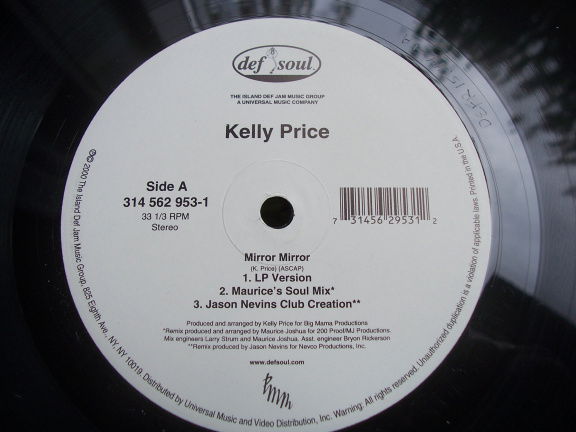 def soul
THE ISLAND DEF JAM MUSIC GROUP
A UNIVERSAL MUSIC COMPANY
Kelly Price
Side A
314 562 953-1
33 1/3 RPM
Stereo
7 31456 29531 2
Mirror Mirror
(K. Price) (ASCAP)
1. LP Version
2. Maurice's Soul Mix*
3. Jason Nevins Club Creation**
Produced and arranged by Kelly Price for Big Mama Productions
*Remix produced and arranged by Maurice Joshua for 200 Proof/MJ Productions.
Mix engineers Larry Strum and Maurice Joshua. Asst. engineer Bryon Rickerson
**Remix produced by Jason Nevins for Nevco Productions, Inc.
www.defsoul.com
℗© 2000 The Island Def Jam Music Group, 825 Eighth Ave., NY, NY 10019. Distributed by Universal Music and Video Distribution, Inc. Warning: All rights reserved. Unauthorized duplication is a violation of applicable laws. Printed in the U.S.A.